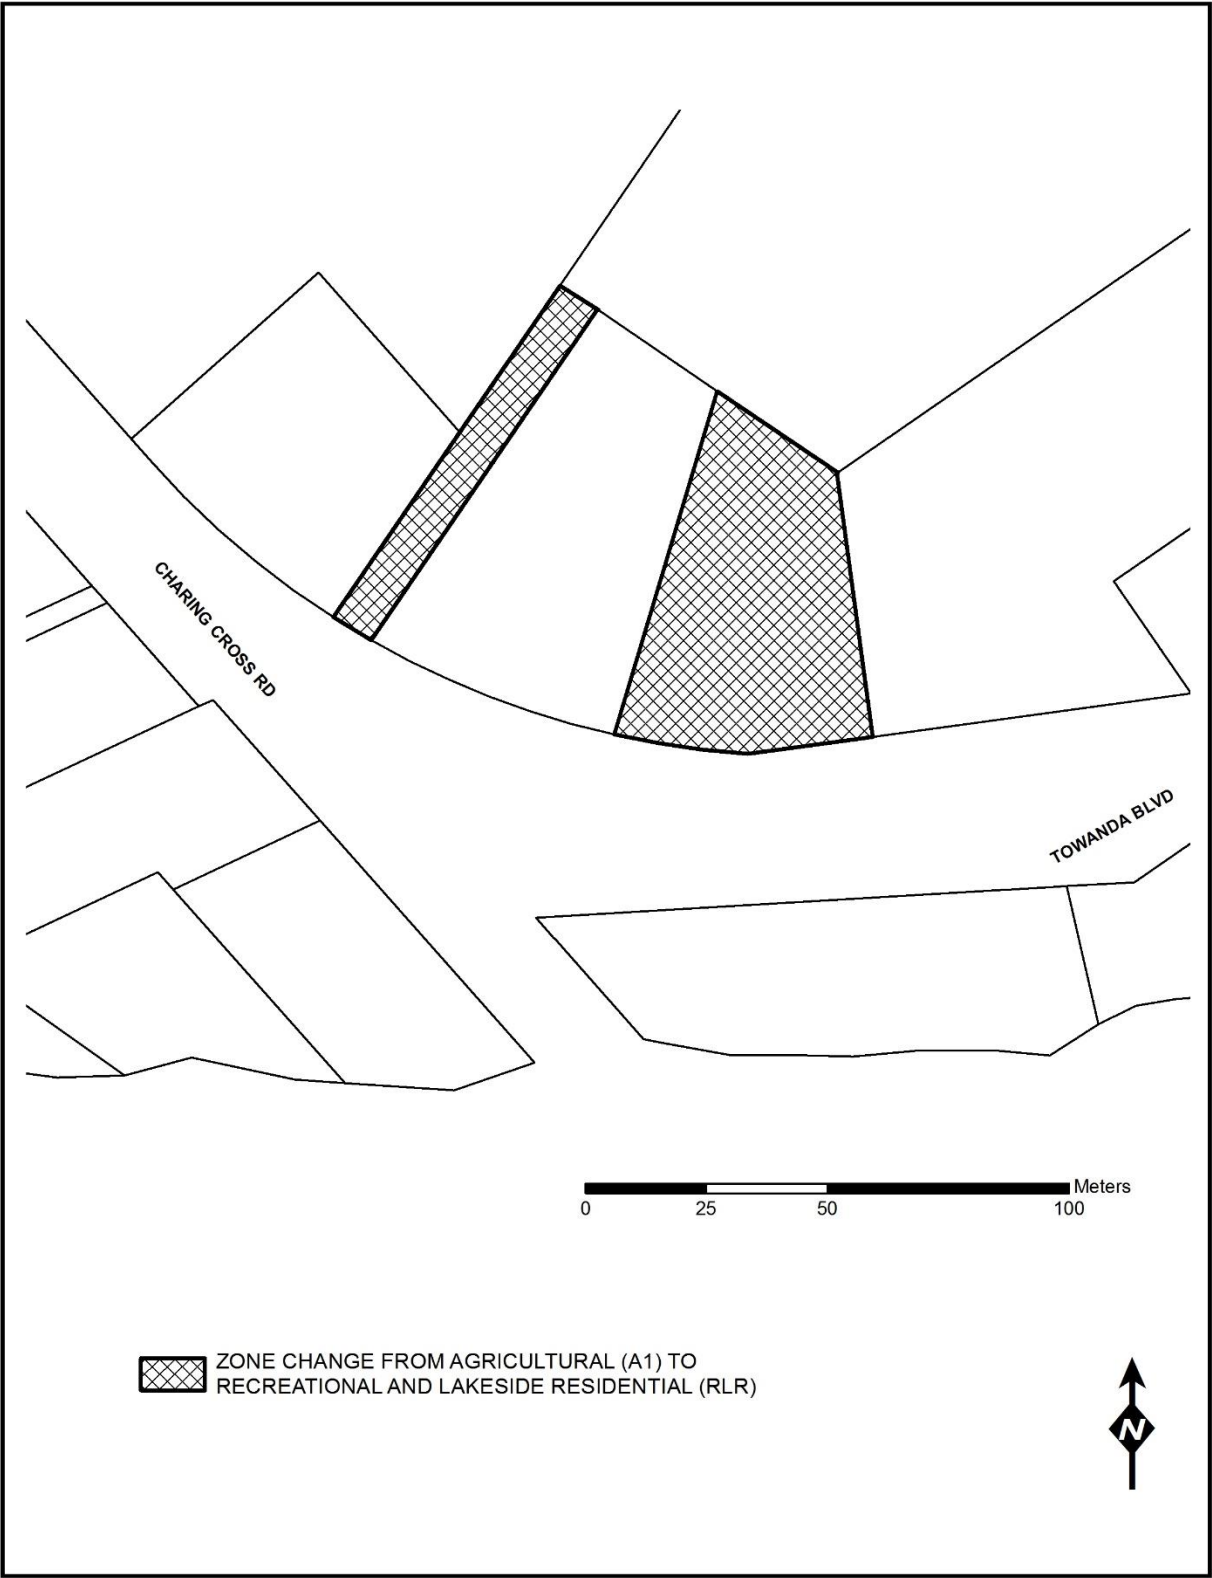 CHARING CROSS RD
TOWANDA BLVD
Meters
0 25 50 100
ZONE CHANGE FROM AGRICULTURAL (A1) TO
RECREATIONAL AND LAKESIDE RESIDENTIAL (RLR)
N